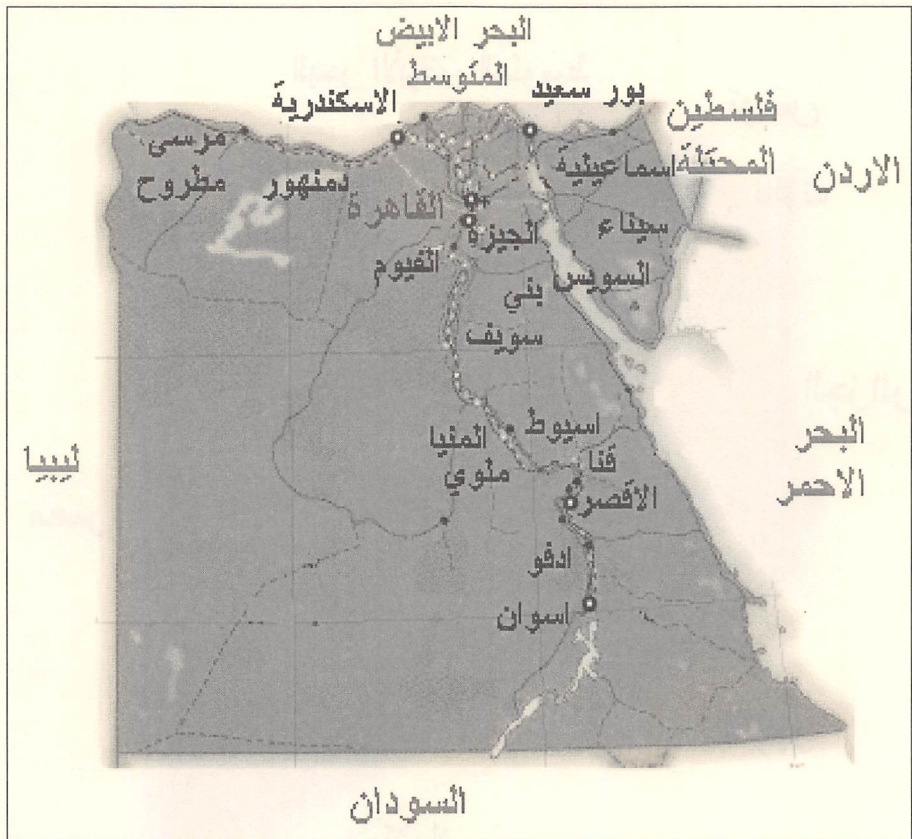 البحر الابيض
المتوسط
بور سعيد
الاسكندرية
فلسطين
المحتلة
الاردن
اسماعيلية
مرسى
مطروح
دمنهور
القاهرة
سيناء
الجيزة
السويس
الفيوم
بني
سويف
اسيوط
المنيا
ملوي
قنا
الاقصر
البحر
الاحمر
ليبيا
ادفو
اسوان
السودان